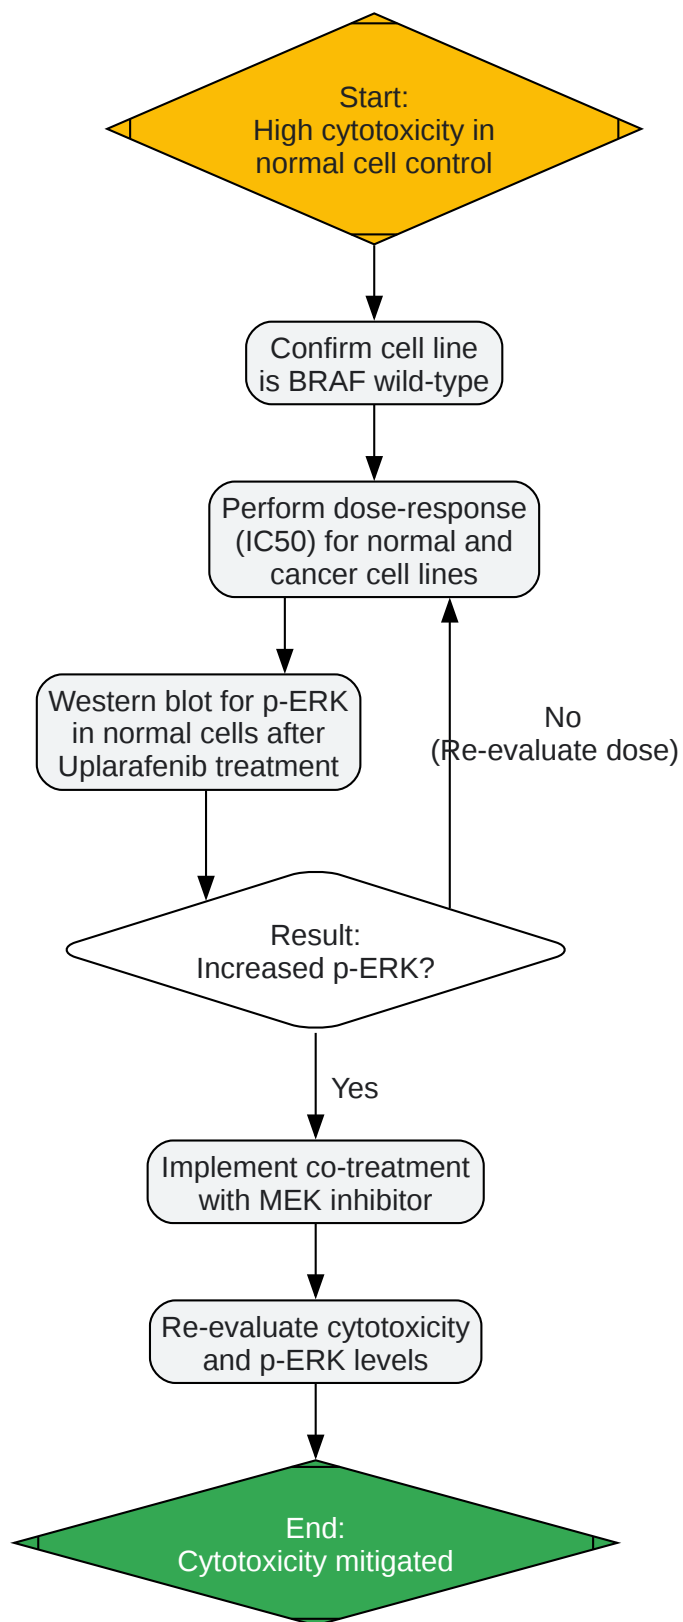 Start:
High cytotoxicity in
normal cell control
Confirm cell line
is BRAF wild-type
Perform dose-response
(IC50) for normal and
cancer cell lines
Western blot for p-ERK
in normal cells after
Uplarafenib treatment
No
(Re-evaluate dose)
Result:
Increased p-ERK?
Yes
Implement co-treatment
with MEK inhibitor
Re-evaluate cytotoxicity
and p-ERK levels
End:
Cytotoxicity mitigated